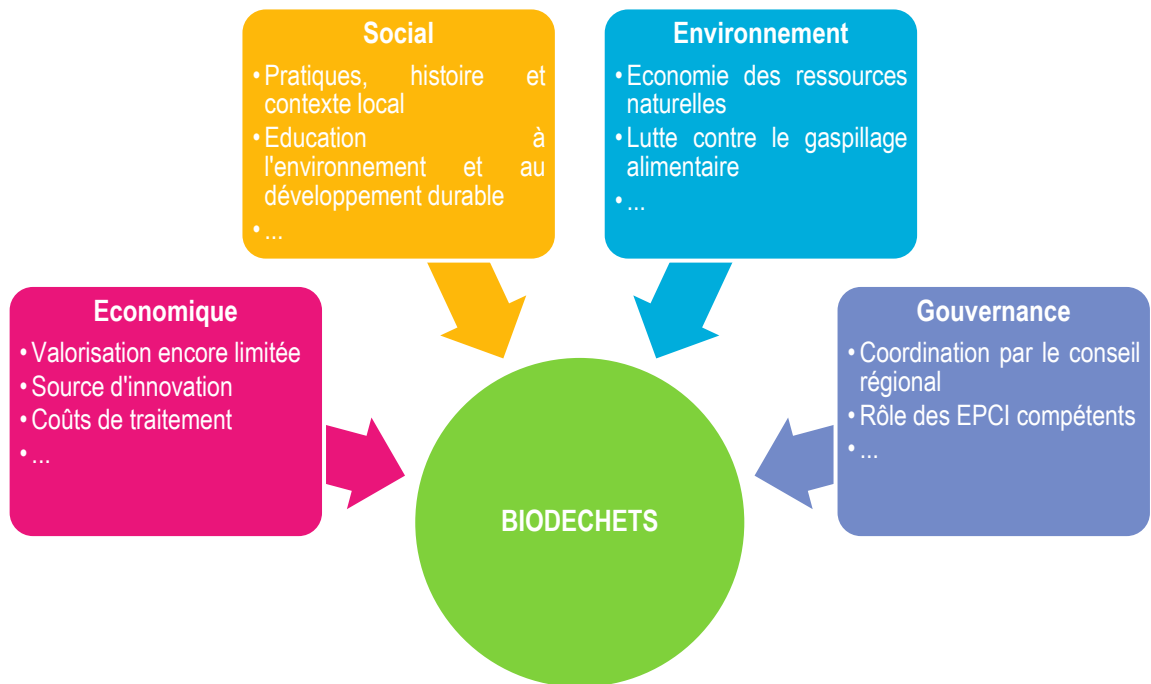 Social
• Pratiques, histoire et
contexte local
• Education à
l'environnement et au
développement durable
• ...
Environnement
• Economie des ressources
naturelles
• Lutte contre le gaspillage
alimentaire
• ...
Economique
• Valorisation encore limitée
• Source d'innovation
• Coûts de traitement
• ...
Gouvernance
• Coordination par le conseil
régional
• Rôle des EPCI compétents
• ...
BIODECHETS